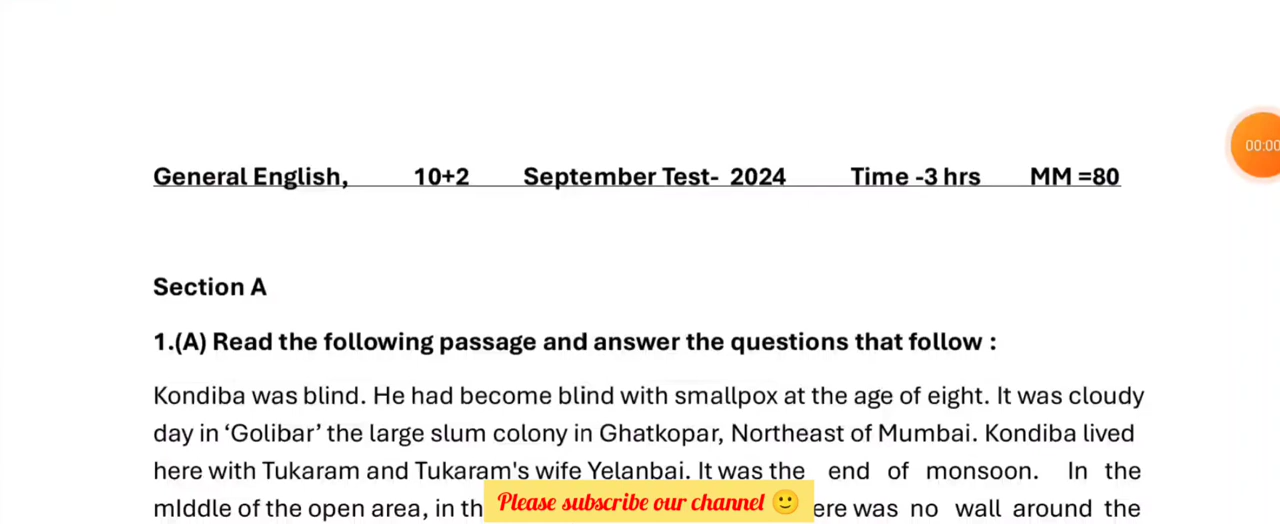 General English, 10+2 September Test- 2024 Time -3 hrs MM =80
00:00
Section A
1.(A) Read the following passage and answer the questions that follow :
Kondiba was blind. He had become blind with smallpox at the age of eight. It was cloudy
day in ‘Golibar’ the large slum colony in Ghatkopar, Northeast of Mumbai. Kondiba lived
here with Tukaram and Tukaram's wife Yelanbai. It was the end of monsoon. In the
mIddle of the open area, in was no wall around the
Please subscribe our channel 🙂